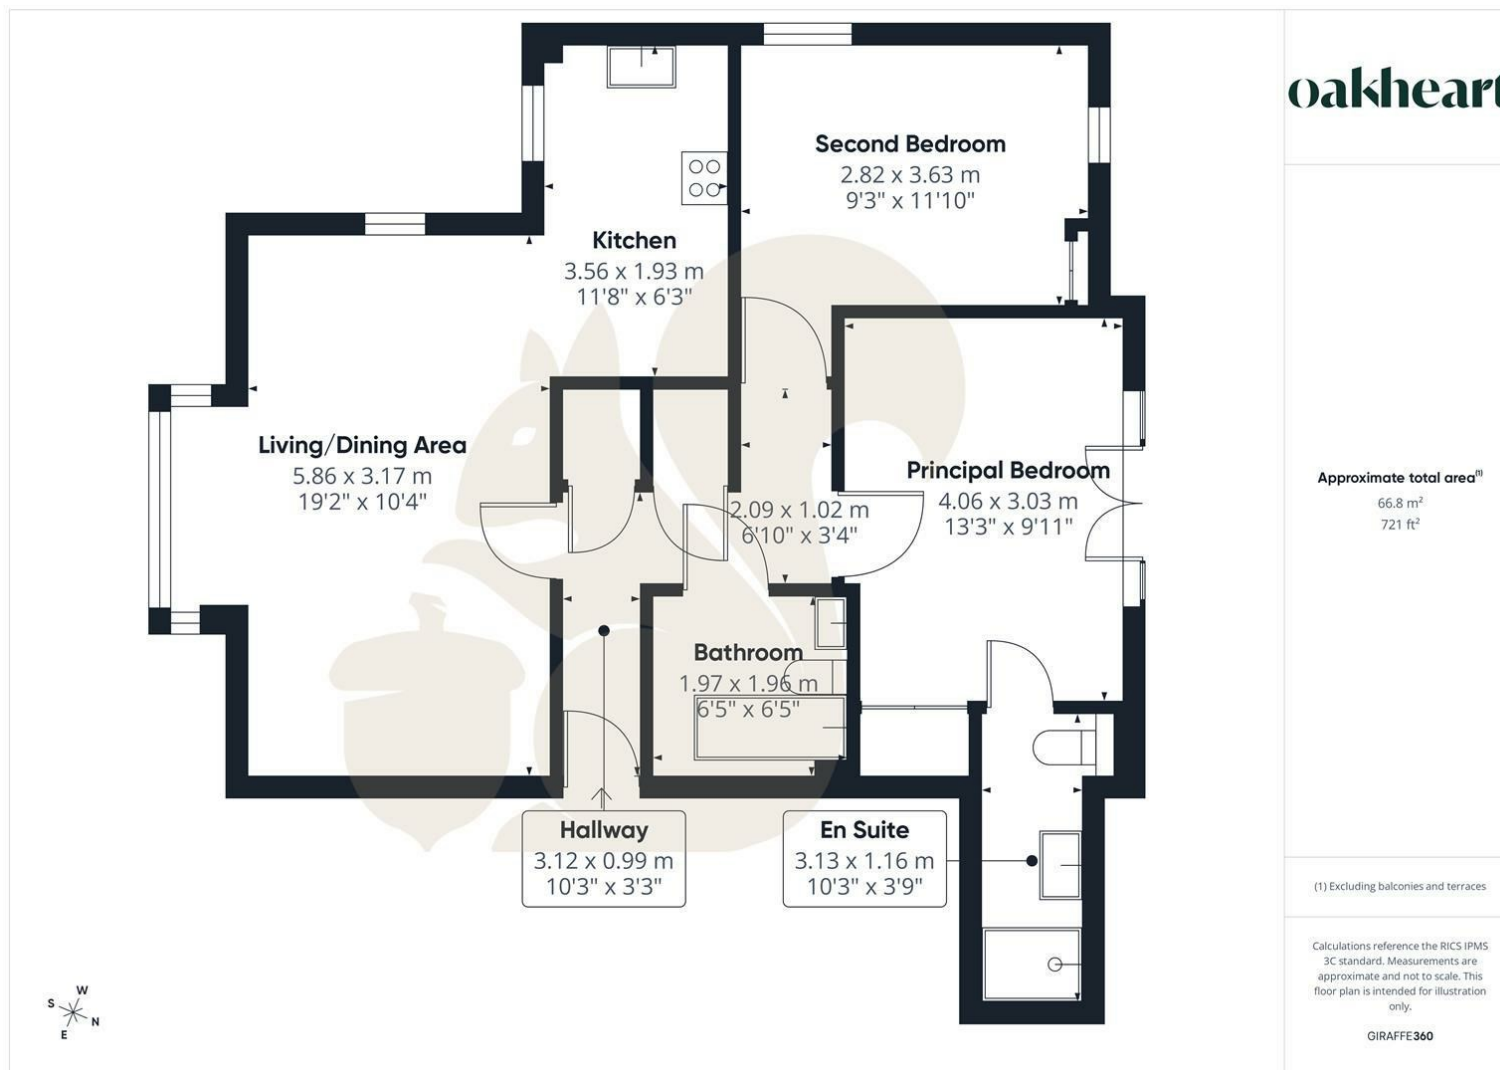 oakheart
Second Bedroom
2.82 x 3.63 m
9'3" x 11'10"
Kitchen
3.56 x 1.93 m
11'8" x 6'3"
Living/Dining Area
5.86 x 3.17 m
19'2" x 10'4"
Principal Bedroom
4.06 x 3.03 m
13'3" x 9'11"
2.09 x 1.02 m
6'10" x 3'4"
Bathroom
1.97 x 1.96 m
6'5" x 6'5"
Hallway
3.12 x 0.99 m
10'3" x 3'3"
En Suite
3.13 x 1.16 m
10'3" x 3'9"
S W
E N
Approximate total area(1)
66.8 m²
721 ft²
(1) Excluding balconies and terraces
Calculations reference the RICS IPMS
3C standard. Measurements are
approximate and not to scale. This
floor plan is intended for illustration
only.
GIRAFFE360